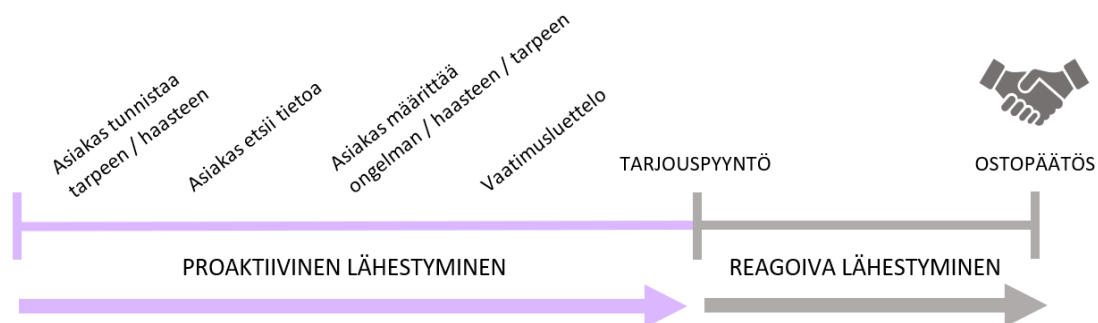 Asiakas tunnistaa
tarpeen / haasteen
Asiakas etsii tietoa
Asiakas määrittää
ongelman / haasteen / tarpeen
Vaatimusluettelo
TARJOUSPYYNTÖ
OSTOPÄÄTÖS
PROAKTIIVINEN LÄHESTYMINEN
REAGOIVA LÄHESTYMINEN